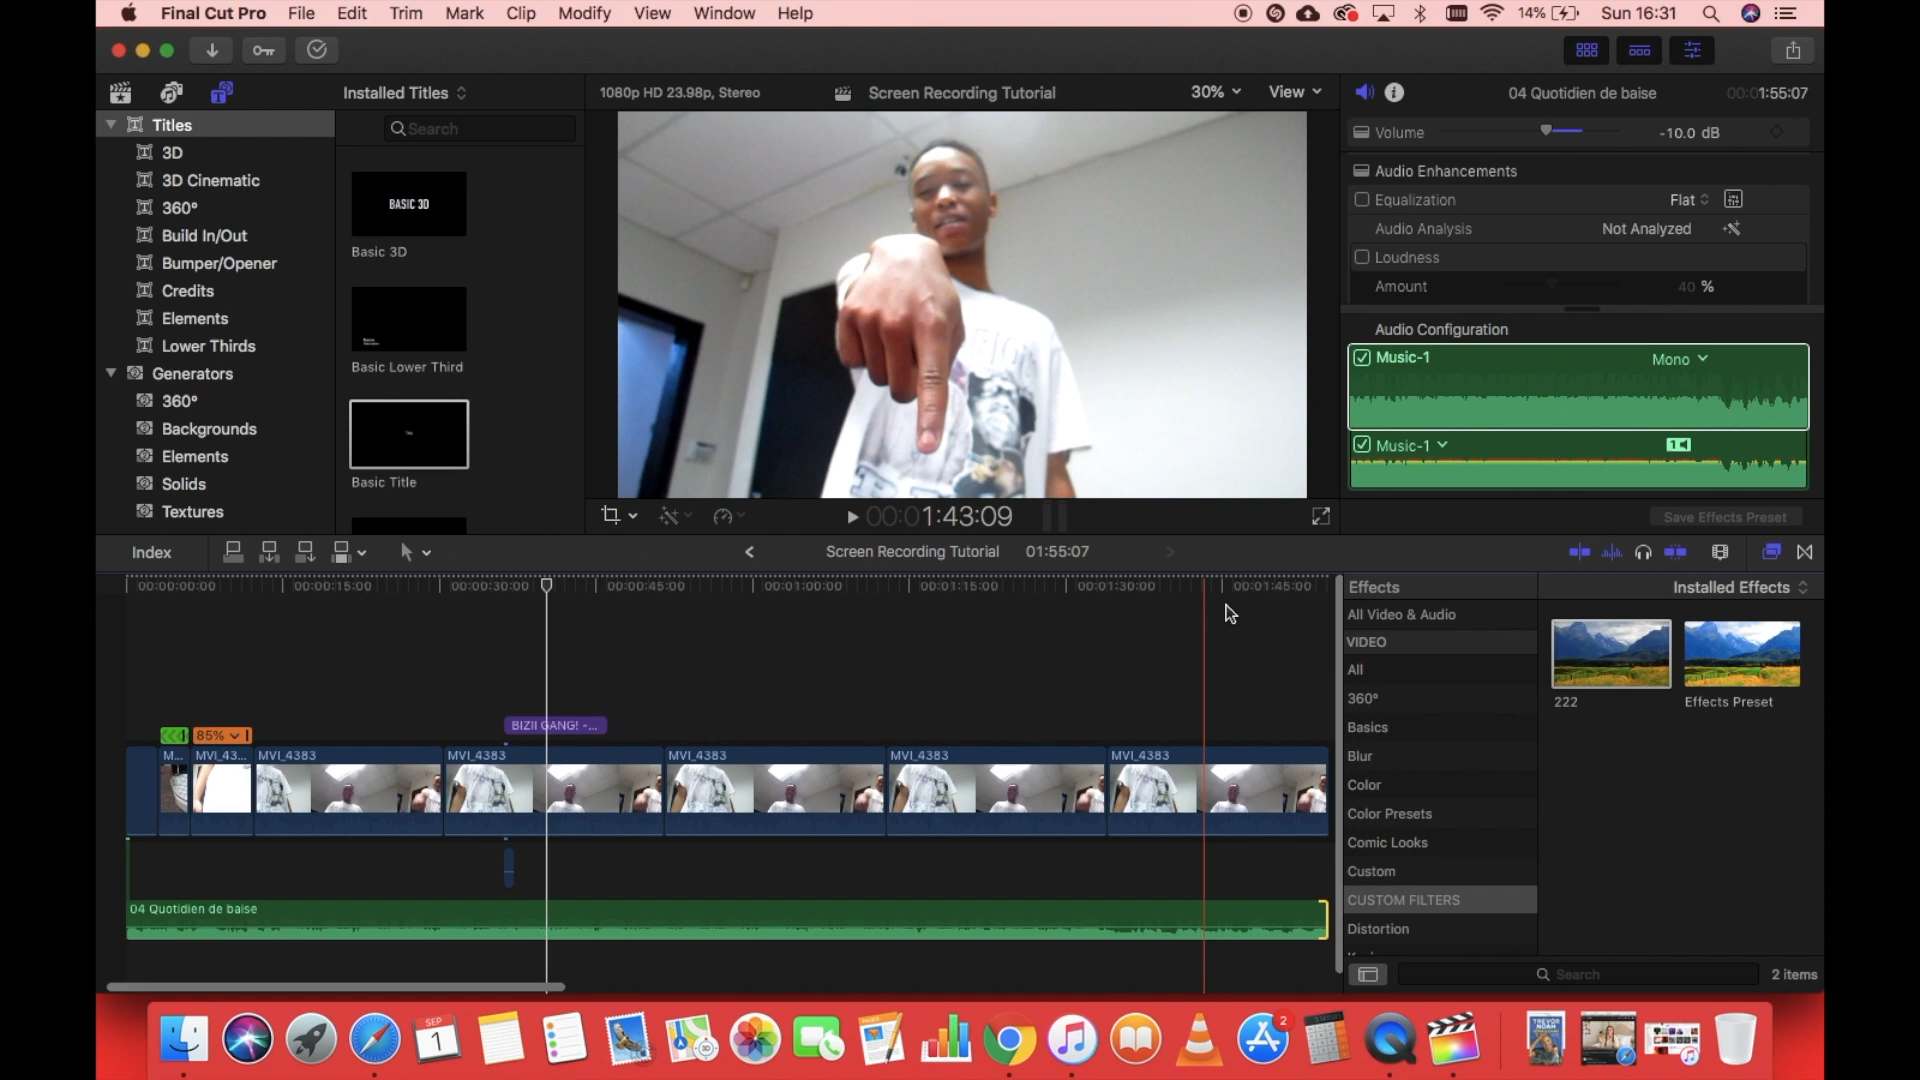 Final Cut Pro File Edit Trim Mark Clip Modify View Window Help 14% Sun 16:31
Installed Titles
1080p HD 23.98p, Stereo Screen Recording Tutorial 30% View
04 Quotidien de baise 00:01:55:07
Titles
Search
3D
3D Cinematic
360°
Build In/Out
Bumper/Opener
Credits
Elements
Lower Thirds
Generators
360°
Backgrounds
Elements
Solids
Textures
BASIC 3D
Basic 3D
Basic Lower Third
Basic Title
Volume -10.0 dB
Audio Enhancements
Equalization Flat
Audio Analysis Not Analyzed
Loudness
Amount 40 %
Audio Configuration
Music-1 Mono
Music-1
Save Effects Preset
00:01:43:09
Index
Screen Recording Tutorial 01:55:07
00:00:00:00 00:00:15:00 00:00:30:00 00:00:45:00 00:01:00:00 00:01:15:00 00:01:30:00 00:01:45:00
BIZII GANG! -...
85%
M... MVI_43... MVI_4383 MVI_4383 MVI_4383 MVI_4383 MVI_4383
04 Quotidien de baise
Effects Installed Effects
All Video & Audio
VIDEO
All
360°
Basics
Blur
Color
Color Presets
Comic Looks
Custom
CUSTOM FILTERS
Distortion
222
Effects Preset
Search
2 items
SEP
1
PAGES
3D
2
TREVOR
NOAH